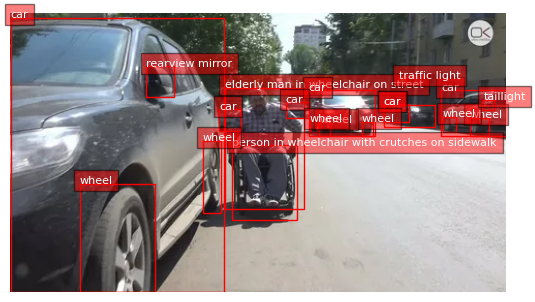 car
rearview mirror
elderly man in wheelchair on street
traffic light
car
car
taillight
car
car
car
wheel
wheel
wheel
wheel
person in wheelchair with crutches on sidewalk
wheel
OK